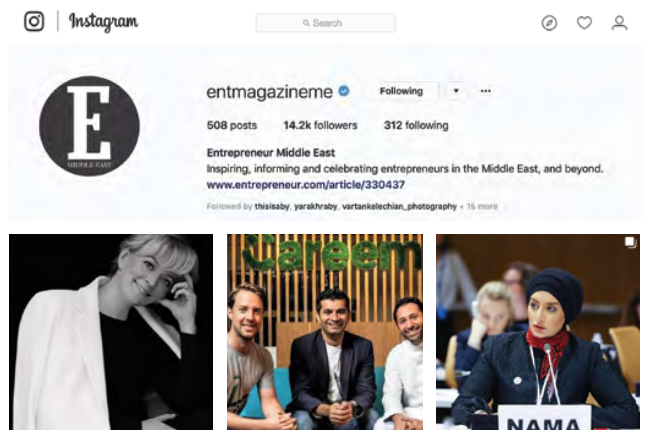 Instagram
Search
entmagazineme
Following
508 posts 14.2k followers 312 following
Entrepreneur Middle East
Inspiring, informing and celebrating entrepreneurs in the Middle East, and beyond.
www.entrepreneur.com/article/330437
Followed by thisisaby, yarakhraby, vartankelechian_photography + 16 more
E
MIDDLE EAST
Careem
NAMA